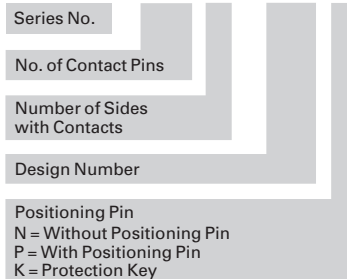 Series No.
No. of Contact Pins
Number of Sides
with Contacts
Design Number
Positioning Pin
N = Without Positioning Pin
P = With Positioning Pin
K = Protection Key